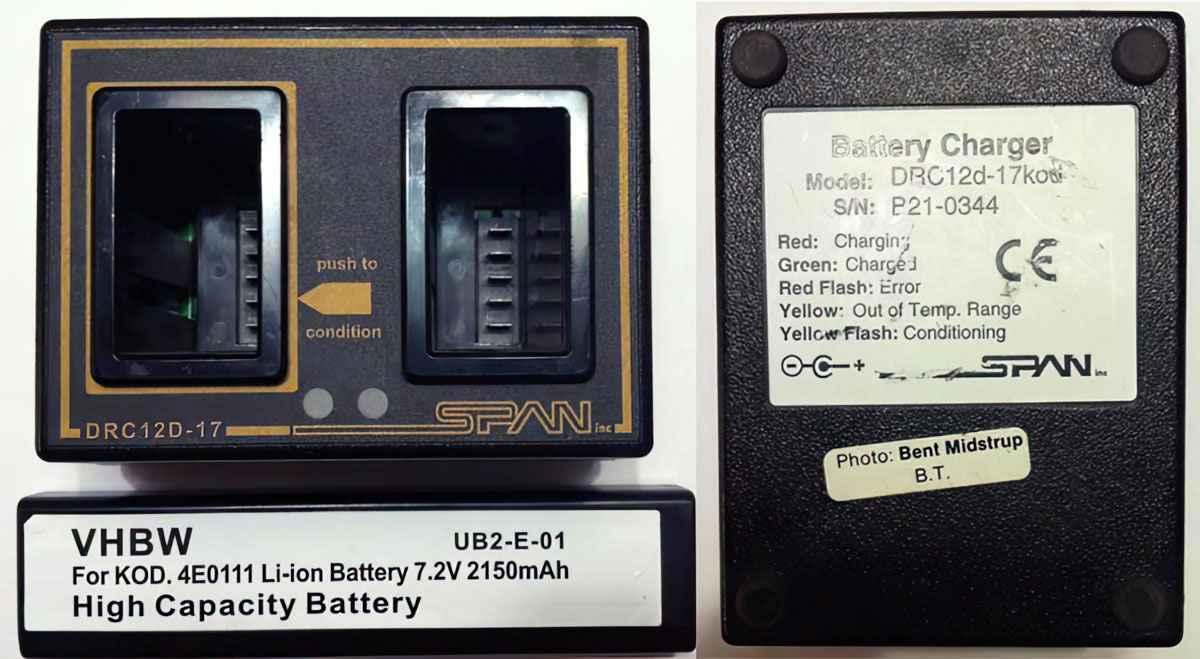 push to
condition
DRC12D-17
SPAN inc
VHBW UB2-E-01
For KOD. 4E0111 Li-ion Battery 7.2V 2150mAh
High Capacity Battery
Battery Charger
Model: DRC12d-17kod
S/N: P21-0344
Red: Charging
Green: Charged
Red Flash: Error
Yellow: Out of Temp. Range
Yellow Flash: Conditioning
CE
- +
SPAN inc
Photo: Bent Midstrup
B.T.